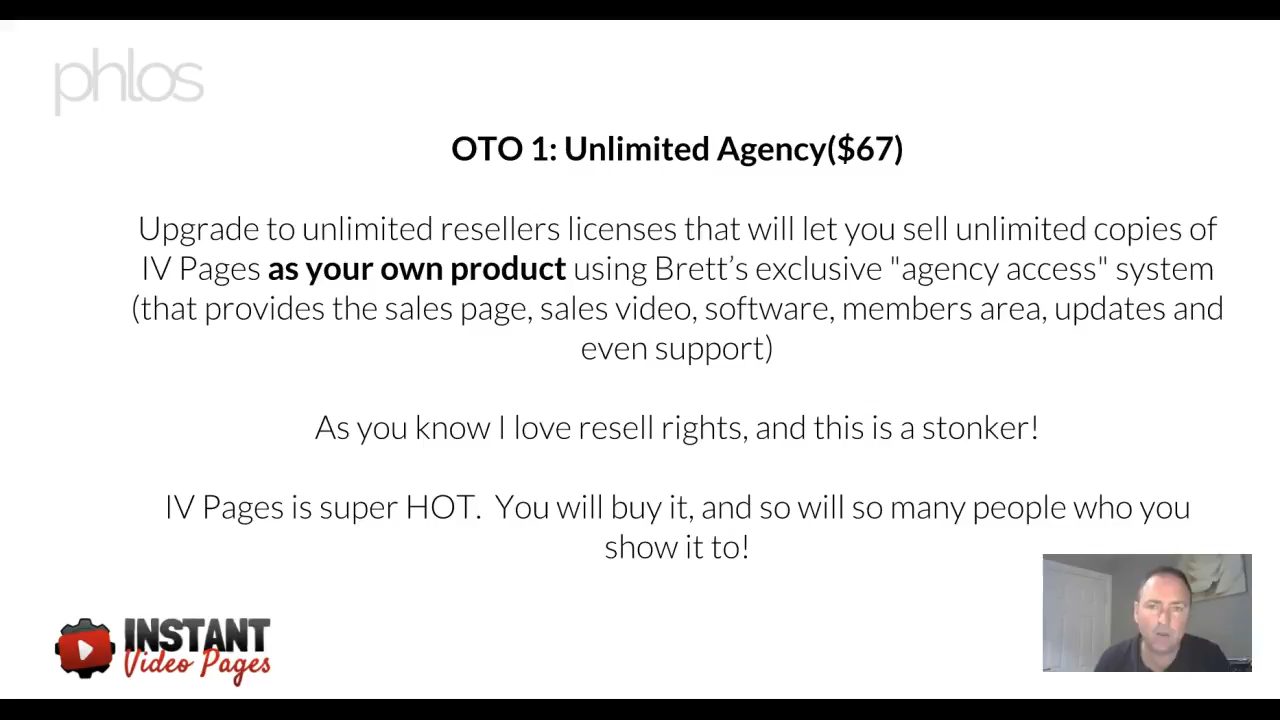 phlos
OTO 1: Unlimited Agency($67)
Upgrade to unlimited resellers licenses that will let you sell unlimited copies of
IV Pages as your own product using Brett’s exclusive "agency access" system
(that provides the sales page, sales video, software, members area, updates and
even support)
As you know I love resell rights, and this is a stonker!
IV Pages is super HOT.  You will buy it, and so will so many people who you
show it to!
INSTANT
Video Pages